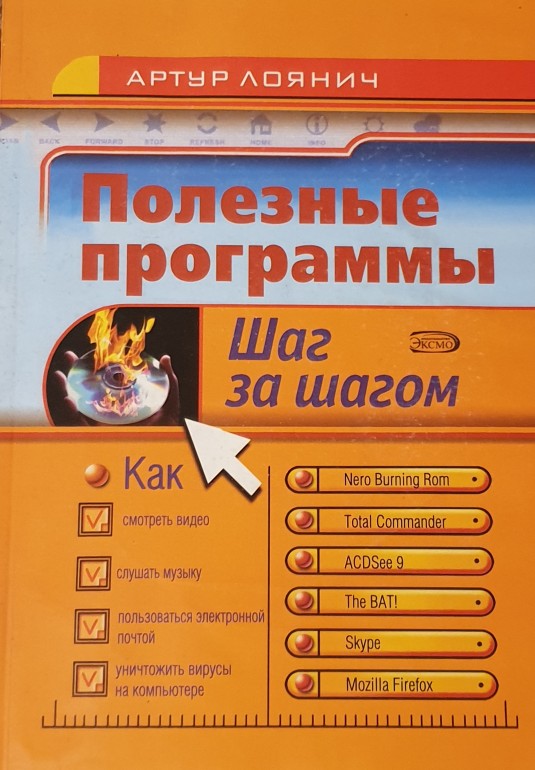 АРТУР ЛОЯНИЧ
BACK FORWARD STOP REFRESH HOME INFO
Полезные
программы
Шаг
за шагом
ЭКСМО
Как
смотреть видео
слушать музыку
пользоваться электронной
почтой
уничтожить вирусы
на компьютере
Nero Burning Rom
Total Commander
ACDSee 9
The BAT!
Skype
Mozilla Firefox